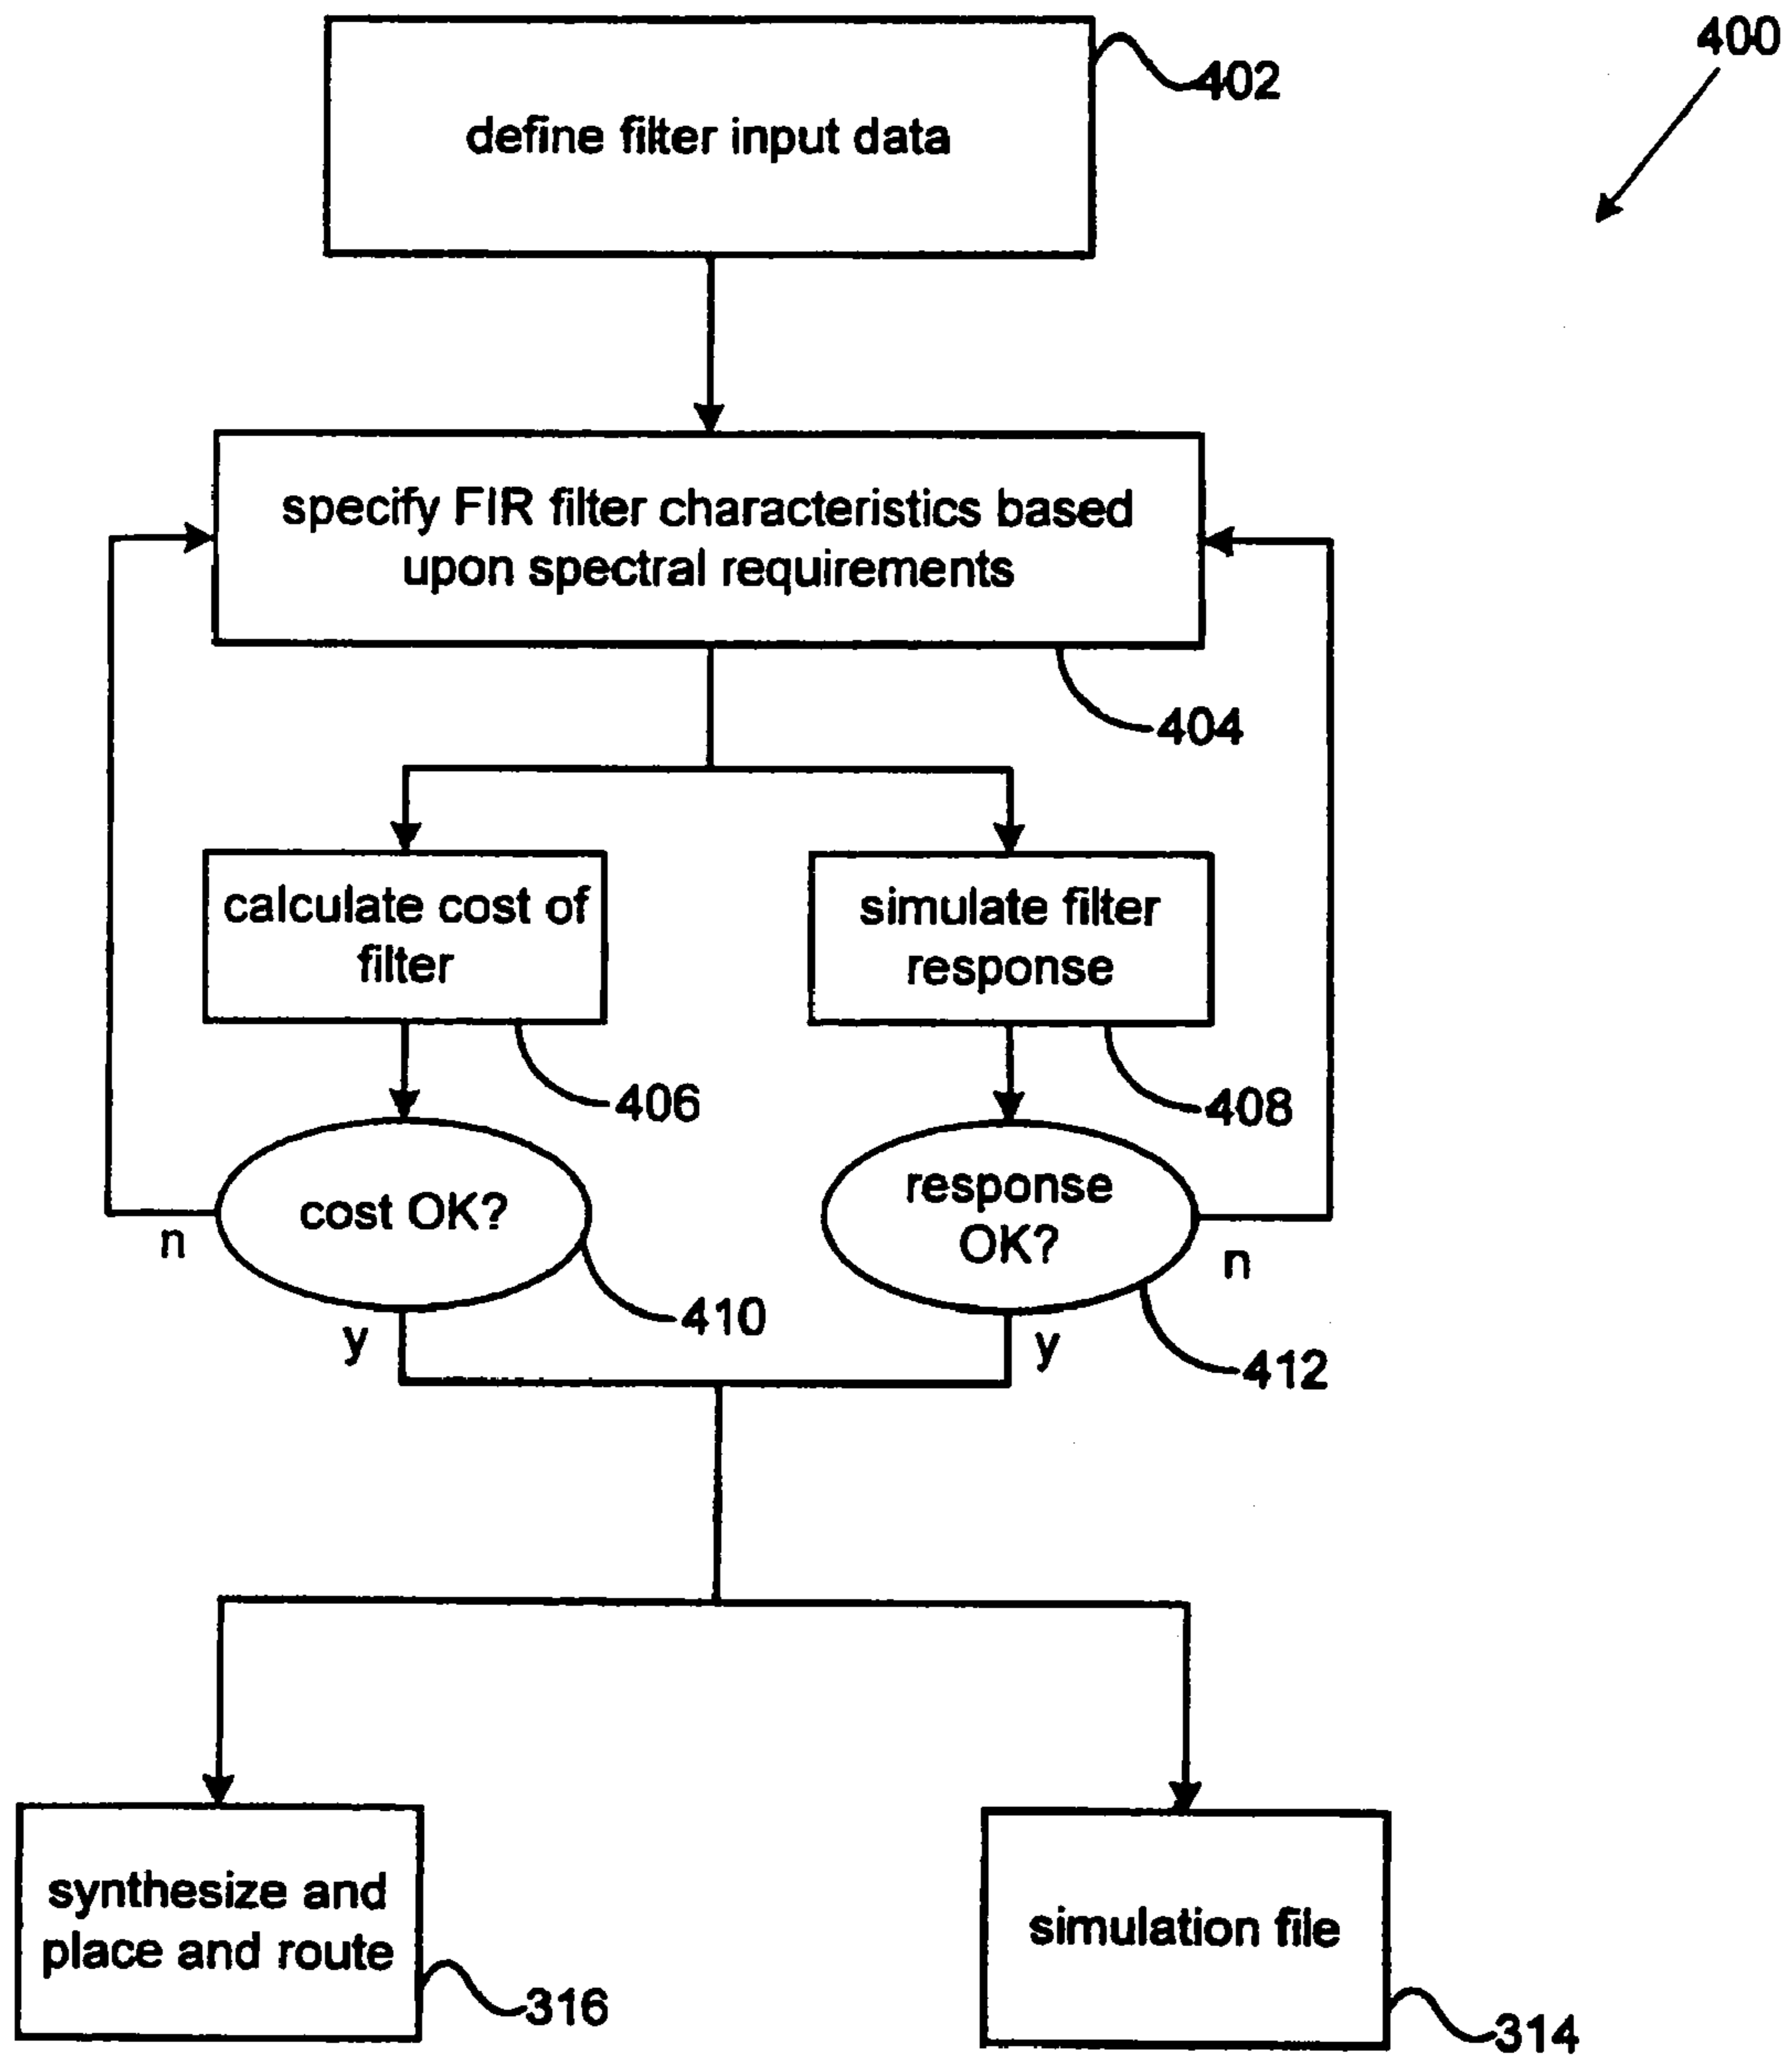 400
402
define filter input data
specify FIR filter characteristics based
upon spectral requirements
404
calculate cost of
filter
simulate filter
response
406
408
cost OK?
response
OK?
n
n
410
y
y
412
synthesize and
place and route
simulation file
316
314